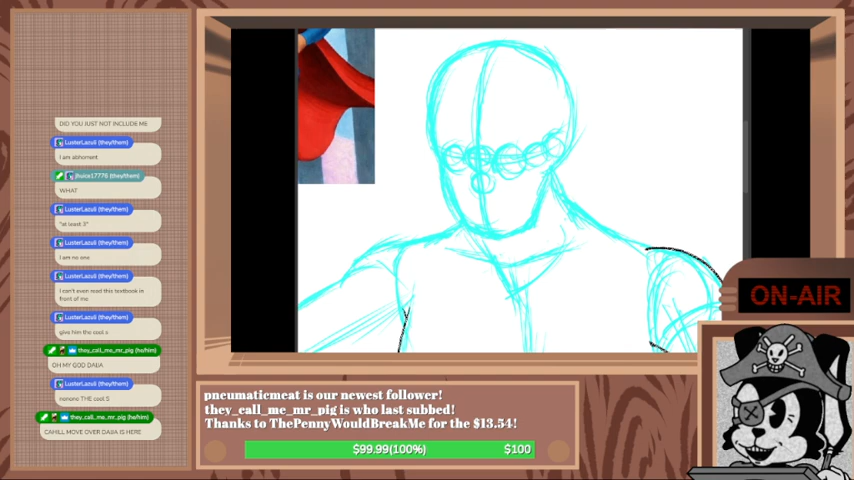 DID YOU JUST NOT INCLUDE ME
LusterLazuli (they/them)
I am abhorrent
jtoice17776 (they/them)
WHAT
LusterLazuli (they/them)
"at least 3"
LusterLazuli (they/them)
I am no one
LusterLazuli (they/them)
I can't even read this textbook in
front of me
LusterLazuli (they/them)
give him the cool s
they_call_me_mr_pig (he/him)
OH MY GOD DAIJA
LusterLazuli (they/them)
nonono THE cool S
they_call_me_mr_pig (he/him)
CAHILL MOVE OVER DAIJA IS HERE
ON-AIR
pneumaticmeat is our newest follower!
they_call_me_mr_pig is who last subbed!
Thanks to ThePennyWouldBreakMe for the $13.54!
$99.99(100%) $100